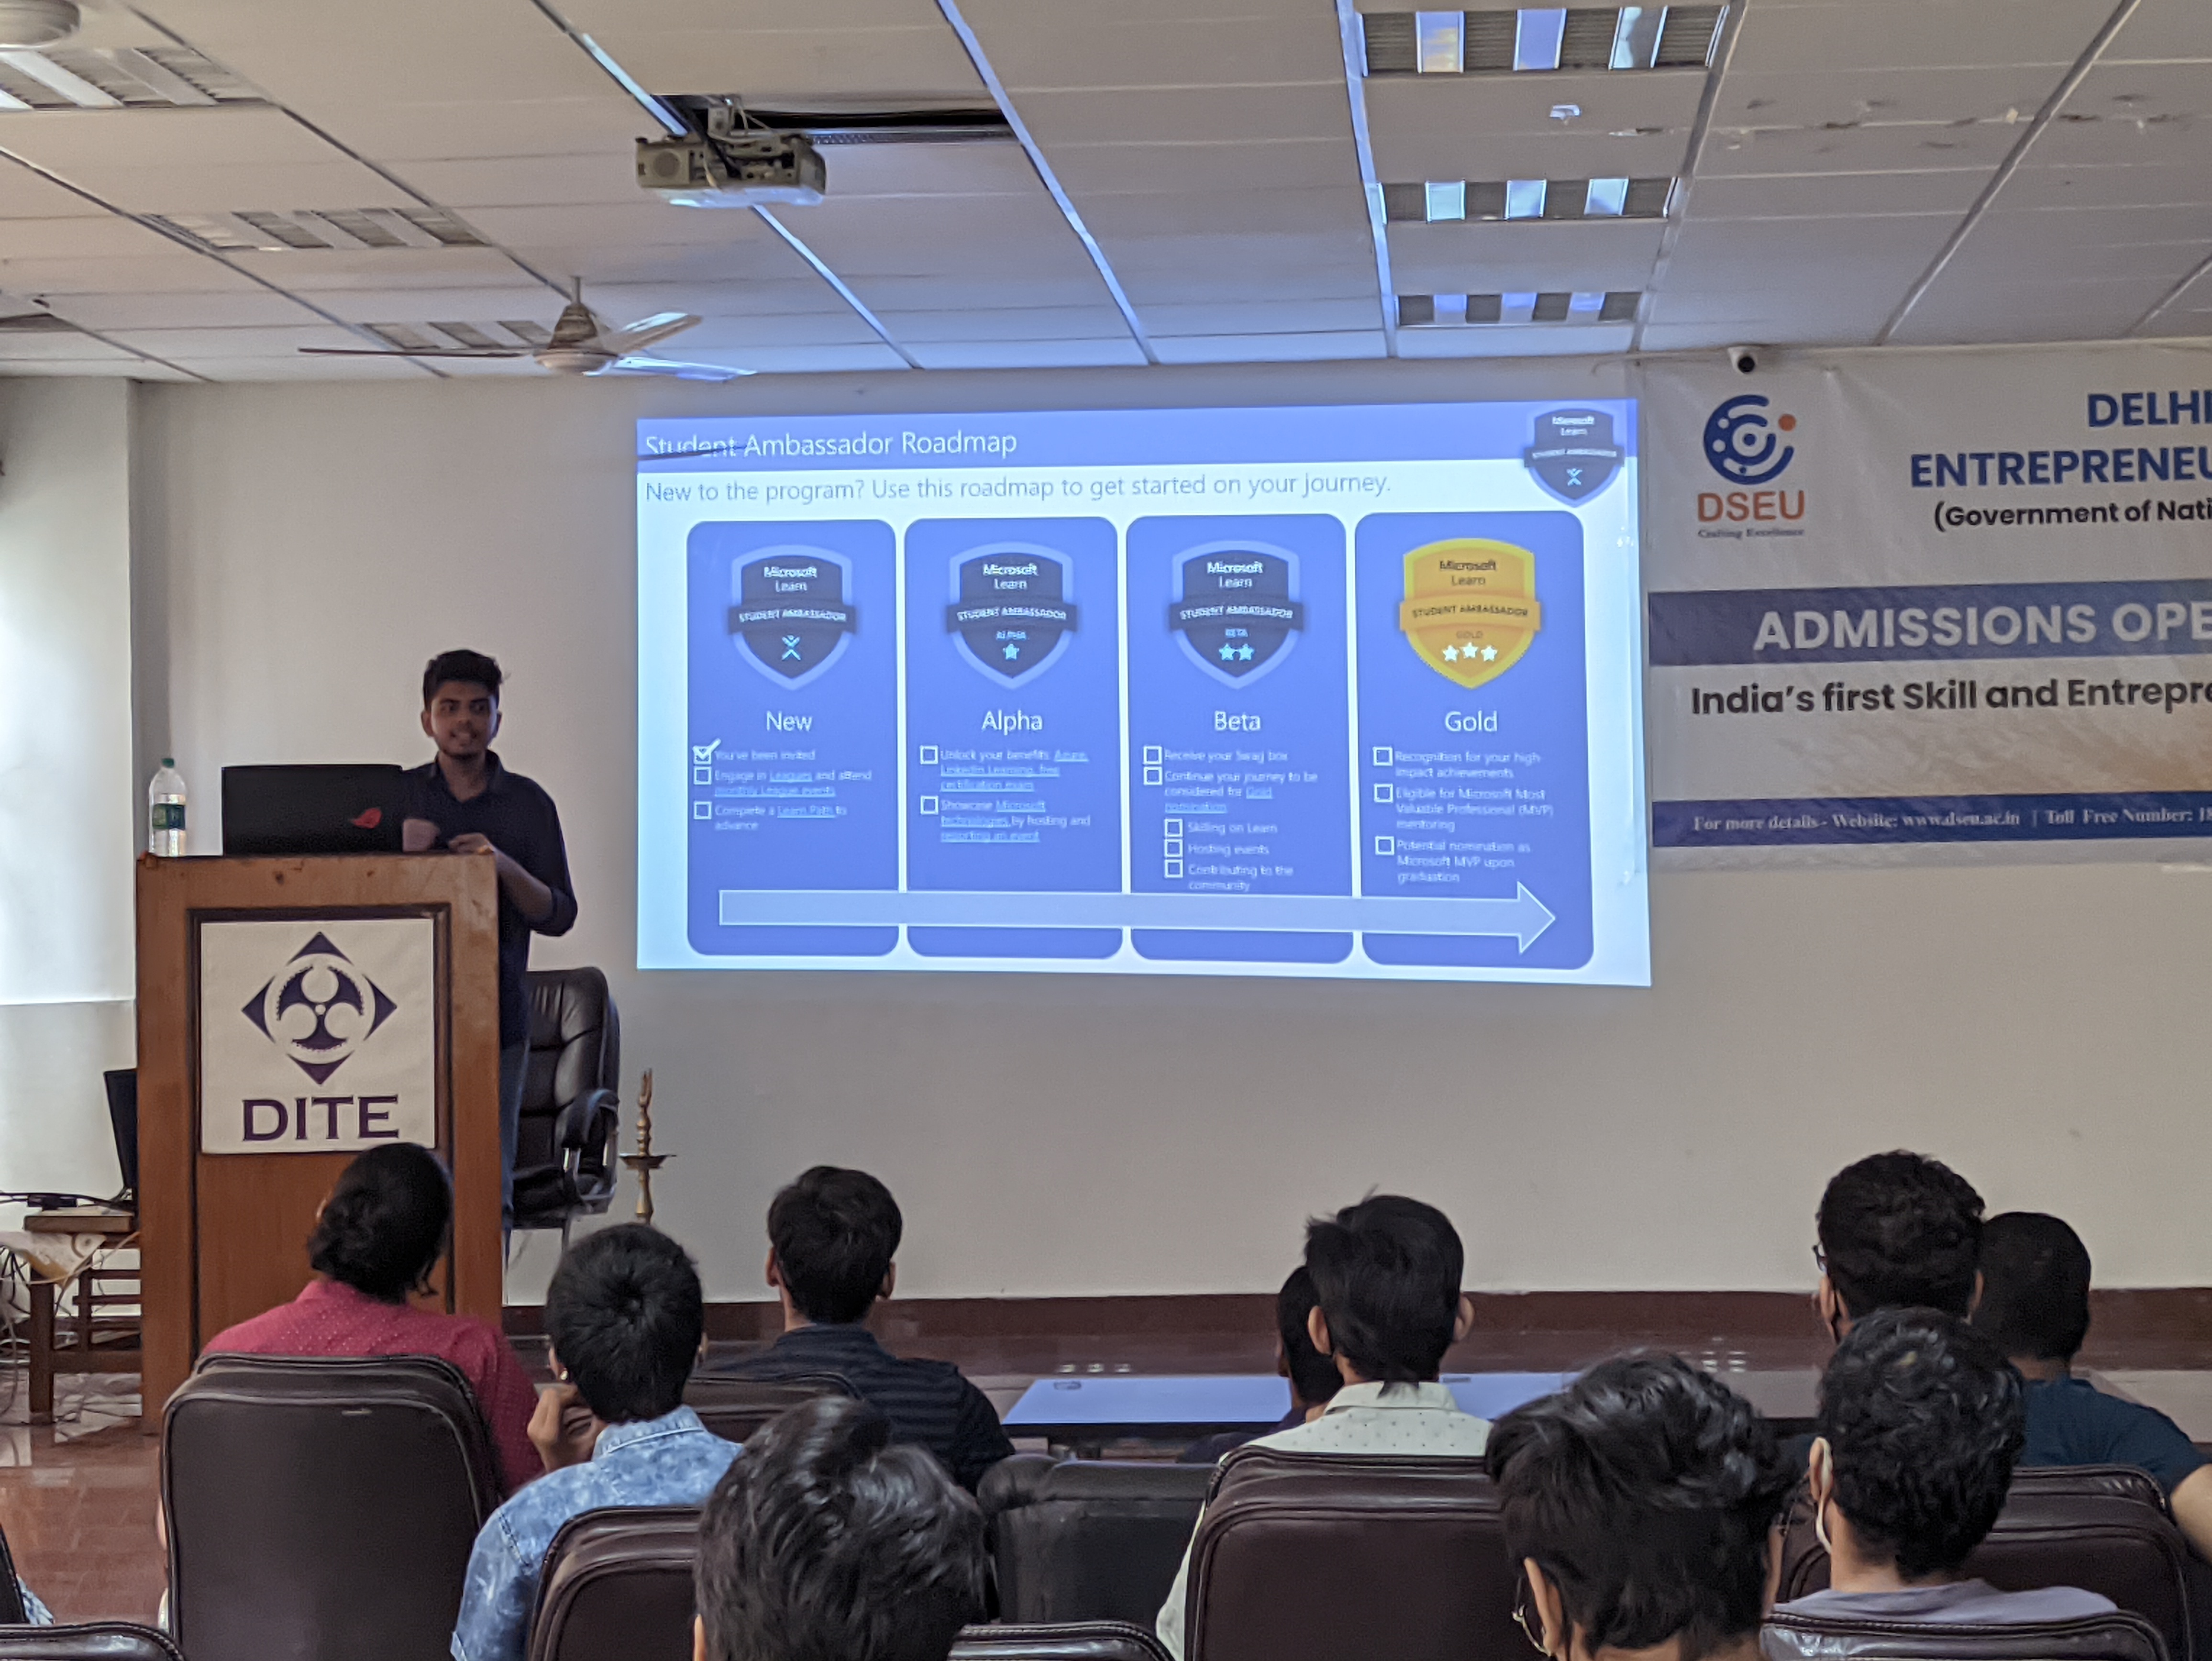 Student Ambassador Roadmap
Microsoft
Learn
STUDENT AMBASSADOR
New to the program? Use this roadmap to get started on your journey.
Microsoft
Learn
STUDENT AMBASSADOR
New
You've been invited
Engage in Leagues and attend
monthly League events
Complete a Learn Path to
advance
Microsoft
Learn
STUDENT AMBASSADOR
ALPHA
Alpha
Unlock your benefits: Azure,
LinkedIn Learning, free
certification exam
Showcase Microsoft
technologies by hosting and
reporting an event
Microsoft
Learn
STUDENT AMBASSADOR
BETA
Beta
Receive your Swag box
Continue your journey to be
considered for Gold
nomination
Skilling on Learn
Hosting events
Contributing to the
community
Microsoft
Learn
STUDENT AMBASSADOR
GOLD
Gold
Recognition for your high
impact achievements
Eligible for Microsoft Most
Valuable Professional (MVP)
mentoring
Potential nomination as
Microsoft MVP upon
graduation
DSEU
Crafting Excellence
DELHI
ENTREPRENEU
(Government of Nati
ADMISSIONS OPE
India's first Skill and Entrepre
For more details - Website: www.dseu.ac.in | Toll Free Number: 18
DITE